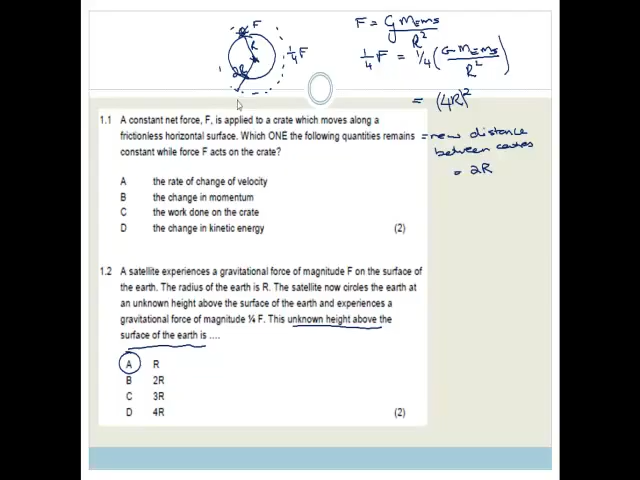 F
R
2R
1/4 F
F = G M_E m_s / R²
1/4 F = 1/4 ( G M_E m_s / R² )
= (4R)²
= new distance
between centres
= 2R
1.1 A constant net force, F, is applied to a crate which moves along a
frictionless horizontal surface. Which ONE the following quantities remains
constant while force F acts on the crate?
A the rate of change of velocity
B the change in momentum
C the work done on the crate
D the change in kinetic energy (2)
1.2 A satellite experiences a gravitational force of magnitude F on the surface of
the earth. The radius of the earth is R. The satellite now circles the earth at
an unknown height above the surface of the earth and experiences a
gravitational force of magnitude ¼ F. This unknown height above the
surface of the earth is ....
A R
B 2R
C 3R
D 4R (2)